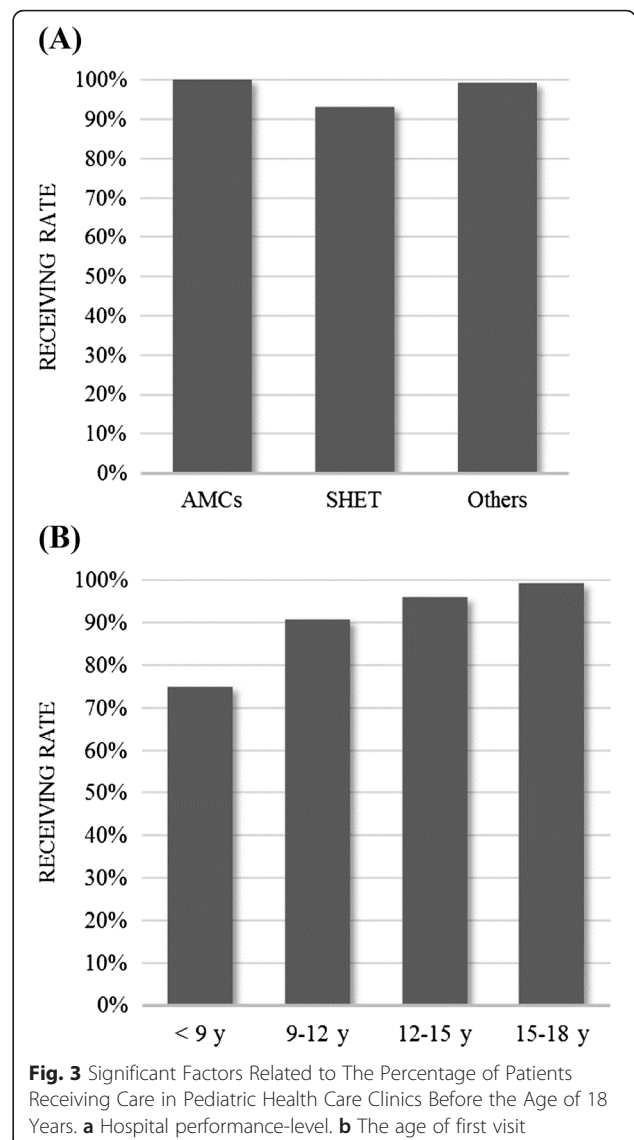 (A)
RECEIVING RATE
100%
90%
80%
70%
60%
50%
40%
30%
20%
10%
0%
AMCs SHET Others
(B)
RECEIVING RATE
100%
90%
80%
70%
60%
50%
40%
30%
20%
10%
0%
< 9 y 9-12 y 12-15 y 15-18 y
Fig. 3 Significant Factors Related to The Percentage of Patients
Receiving Care in Pediatric Health Care Clinics Before the Age of 18
Years. a Hospital performance-level. b The age of first visit